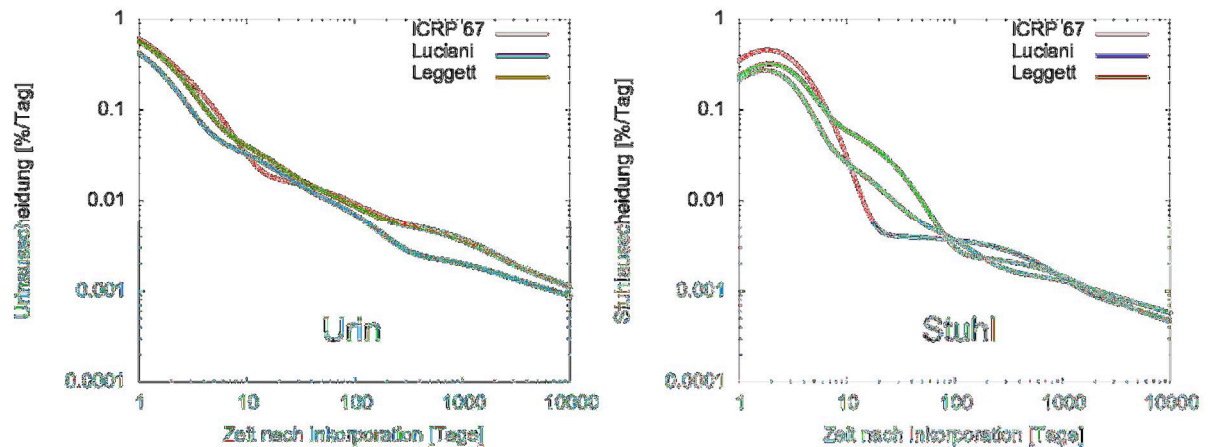 ICRP 67
Luciani
Leggett
1
0.1
0.01
0.001
0.0001
Urinausscheidung [%/Tag]
Urin
1 10 100 1000 10000
Zeit nach Inkorporation [Tage]
ICRP 67
Luciani
Leggett
1
0.1
0.01
0.001
0.0001
Stuhlausscheidung [%/Tag]
Stuhl
1 10 100 1000 10000
Zeit nach Inkorporation [Tage]